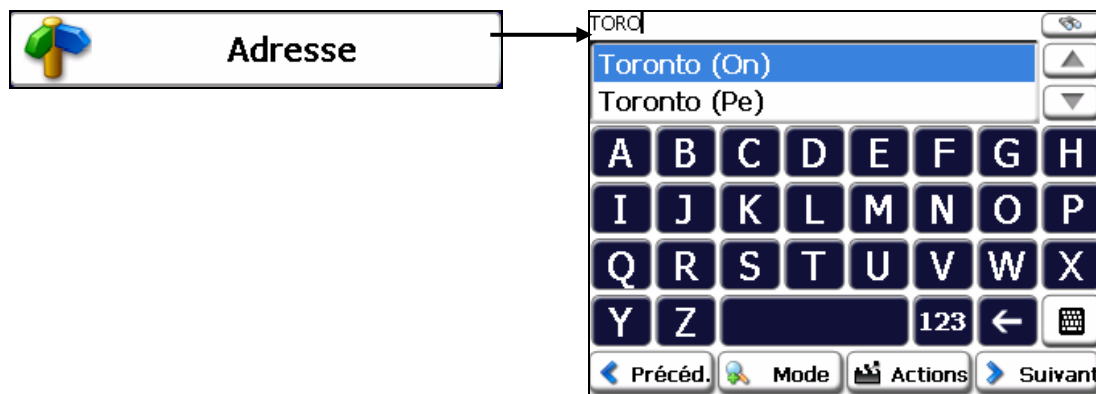 Adresse
TORO
Toronto (On)
Toronto (Pe)
A B C D E F G H
I J K L M N O P
Q R S T U V W X
Y Z 123
Précéd. Mode Actions Suivant